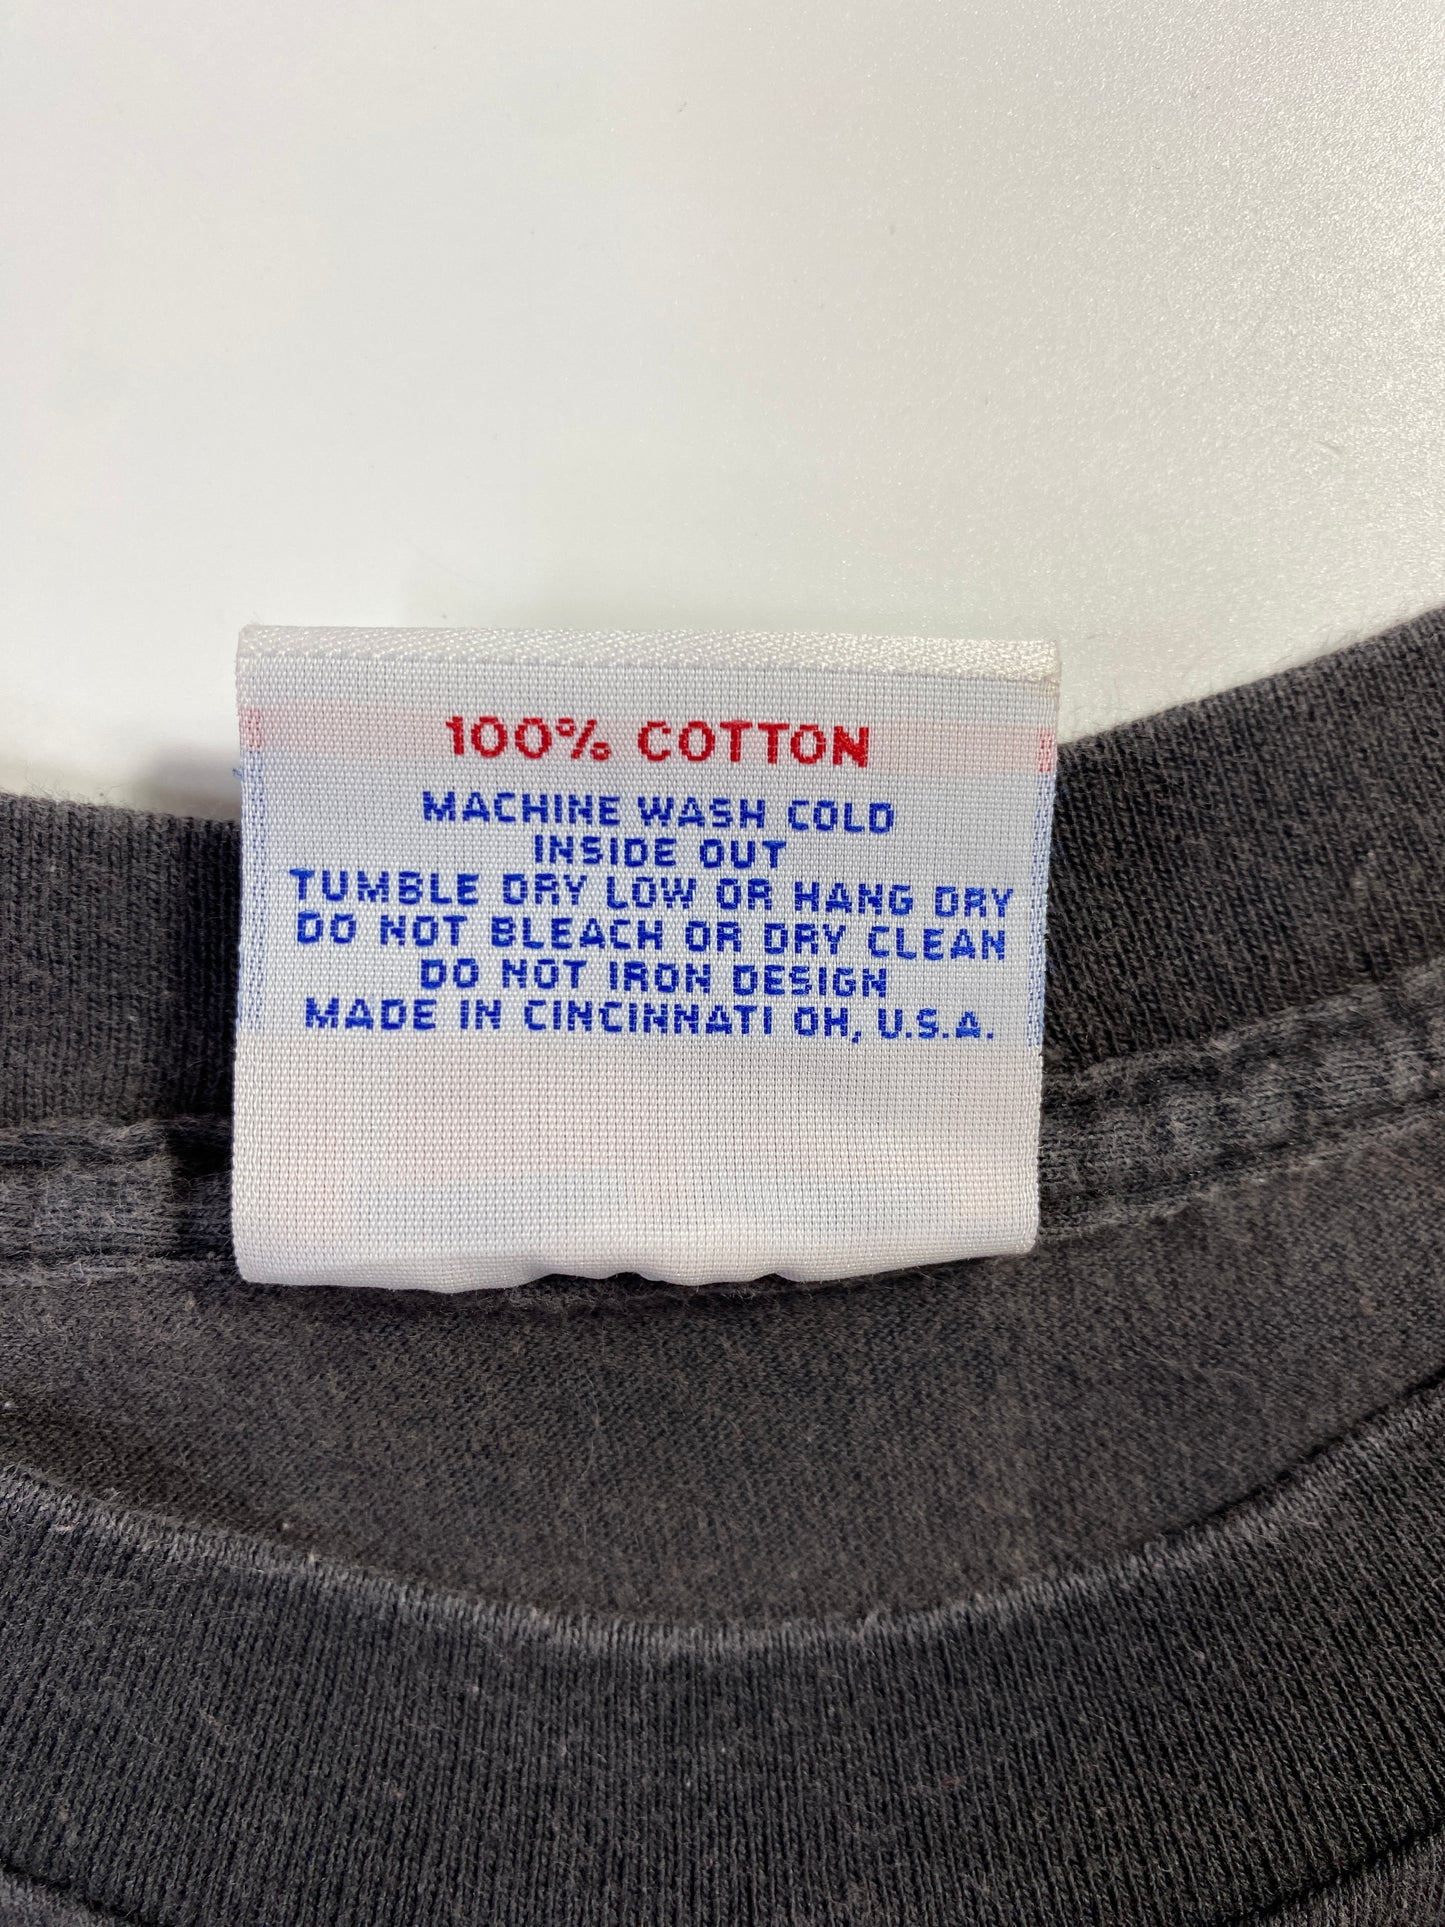 100% COTTON
MACHINE WASH COLD
INSIDE OUT
TUMBLE DRY LOW OR HANG DRY
DO NOT BLEACH OR DRY CLEAN
DO NOT IRON DESIGN
MADE IN CINCINNATI OH, U.S.A.